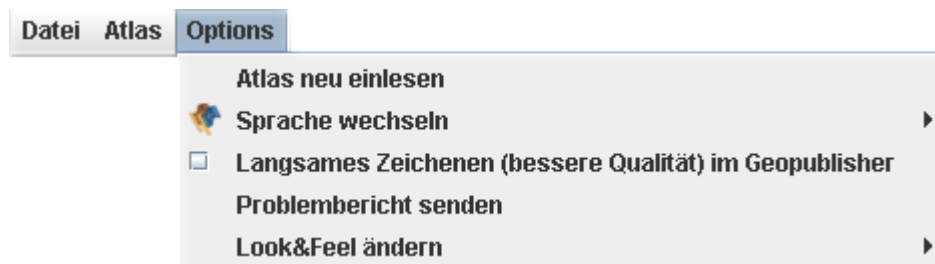 Datei Atlas Options
Atlas neu einlesen
Sprache wechseln
Langsames Zeichenen (bessere Qualität) im Geopublisher
Problembericht senden
Look&Feel ändern